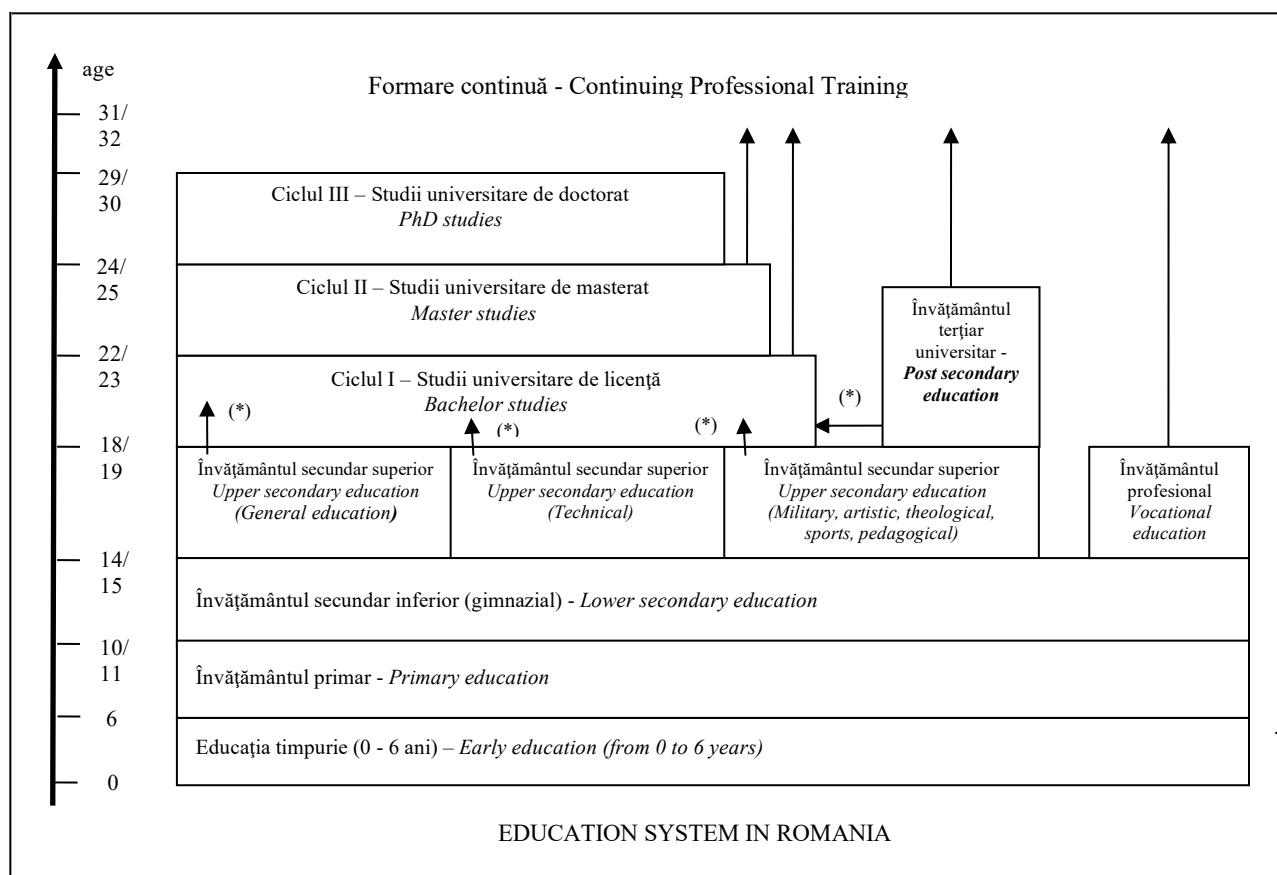 age
Formare continuă - Continuing Professional Training
31/
32
29/
30
Ciclul III – Studii universitare de doctorat
PhD studies
24/
25
Ciclul II – Studii universitare de masterat
Master studies
Învăţământul
terţiar
universitar -
Post secondary
education
22/
23
Ciclul I – Studii universitare de licenţă
Bachelor studies
(*)
(*)
(*)
(*)
18/
19
Învăţământul secundar superior
Upper secondary education
(General education)
Învăţământul secundar superior
Upper secondary education
(Technical)
Învăţământul secundar superior
Upper secondary education
(Military, artistic, theological,
sports, pedagogical)
Învăţământul
profesional
Vocational
education
14/
15
Învăţământul secundar inferior (gimnazial) - Lower secondary education
10/
11
Învăţământul primar - Primary education
6
Educaţia timpurie (0 - 6 ani) – Early education (from 0 to 6 years)
0
EDUCATION SYSTEM IN ROMANIA